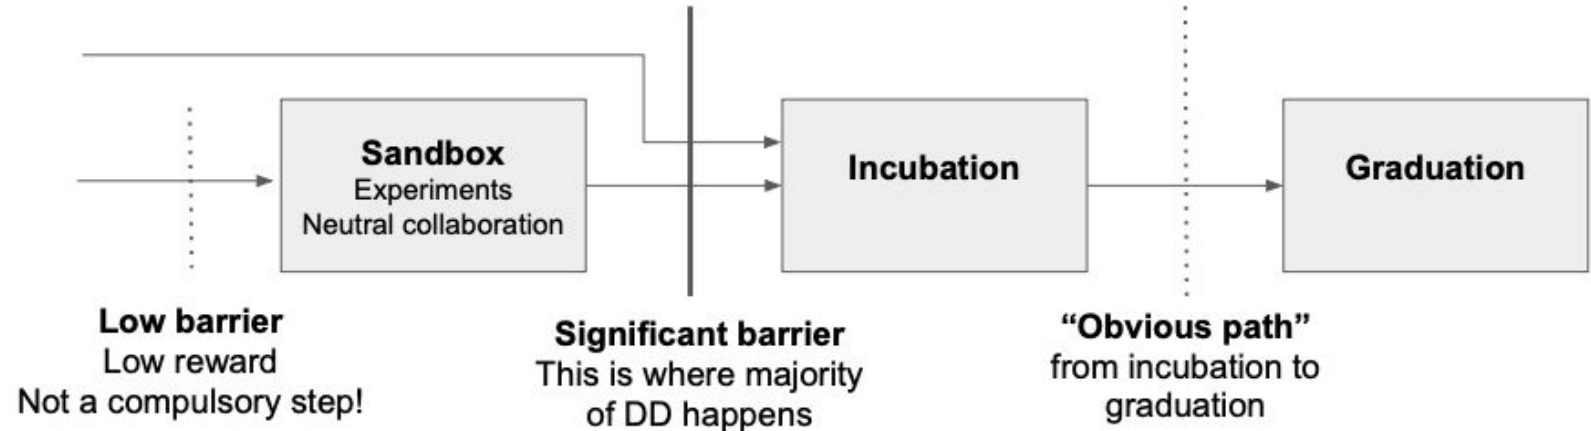 Sandbox
Experiments
Neutral collaboration
Incubation
Graduation
Low barrier
Low reward
Not a compulsory step!
Significant barrier
This is where majority
of DD happens
“Obvious path”
from incubation to
graduation